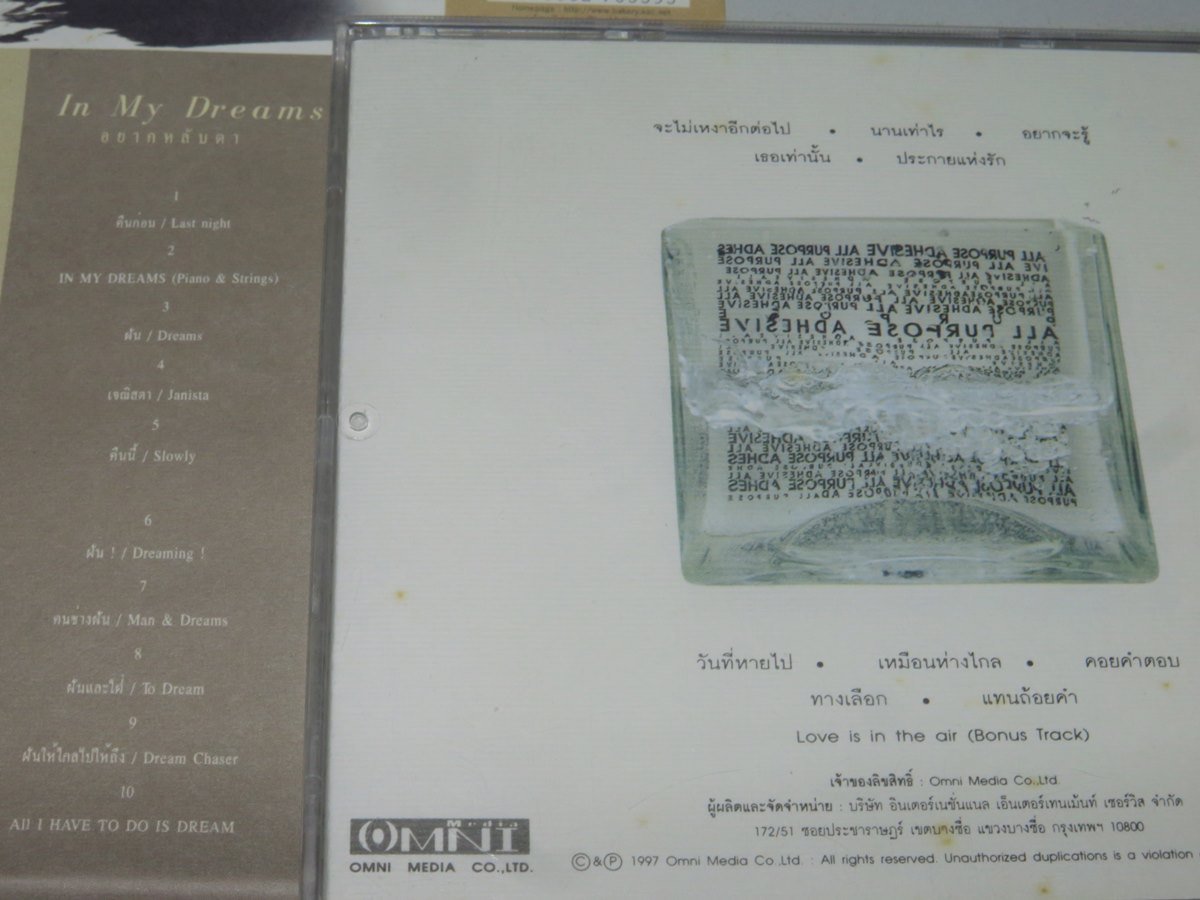 Homepage : http://www.bakery.ksc.net
In My Dreams
อยากหลับตา
1
คืนก่อน / Last night
2
IN MY DREAMS (Piano & Strings)
3
ฝัน / Dreams
4
เจณิสตา / Janista
5
คืนนี้ / Slowly
6
ฝัน ! / Dreaming !
7
คนช่างฝัน / Man & Dreams
8
ฝันและใฝ่ / To Dream
9
ฝันให้ไกลไปให้ถึง / Dream Chaser
10
All I HAVE TO DO IS DREAM
จะไม่เหงาอีกต่อไป • นานเท่าไร • อยากจะรู้
เธอเท่านั้น • ประกายแห่งรัก
ALL PURPOSE ADHESIVE
วันที่หายไป • เหมือนห่างไกล • คอยคำตอบ
ทางเลือก • แทนถ้อยคำ
Love is in the air (Bonus Track)
เจ้าของลิขสิทธิ์ : Omni Media Co.,Ltd.
ผู้ผลิตและจัดจำหน่าย : บริษัท อินเตอร์เนชั่นแนล เอ็นเตอร์เทนเม้นท์ เซอร์วิส จำกัด
172/51 ซอยประชาราษฎร์ เขตบางซื่อ แขวงบางซื่อ กรุงเทพฯ 10800
Media
OMNI
OMNI MEDIA CO.,LTD.
©&℗ 1997 Omni Media Co.,Ltd. : All rights reserved. Unauthorized duplications is a violation